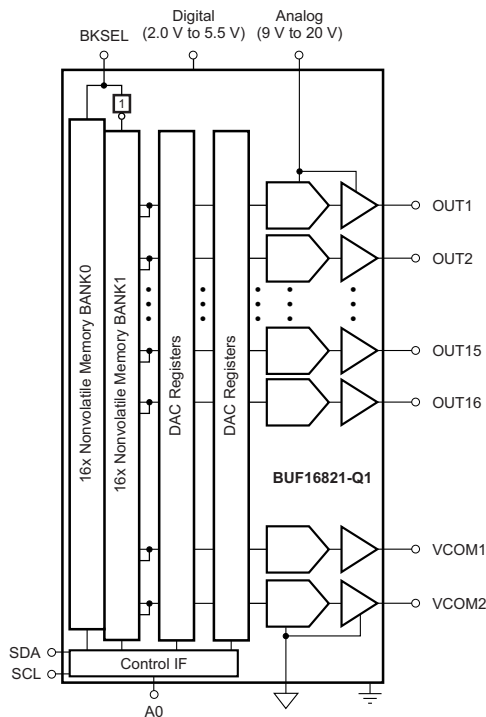 Digital
(2.0 V to 5.5 V)
Analog
(9 V to 20 V)
BKSEL
1
16x Nonvolatile Memory BANK0
16x Nonvolatile Memory BANK1
DAC Registers
DAC Registers
OUT1
OUT2
OUT15
OUT16
BUF16821-Q1
VCOM1
VCOM2
SDA
SCL
Control IF
A0